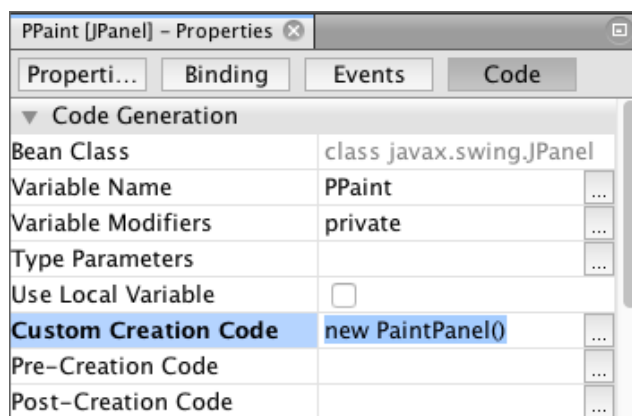 PPaint [JPanel] – Properties
Properti... Binding Events Code
Code Generation
Bean Class class javax.swing.JPanel
Variable Name PPaint ...
Variable Modifiers private ...
Type Parameters ...
Use Local Variable
Custom Creation Code new PaintPanel() ...
Pre-Creation Code ...
Post-Creation Code ...